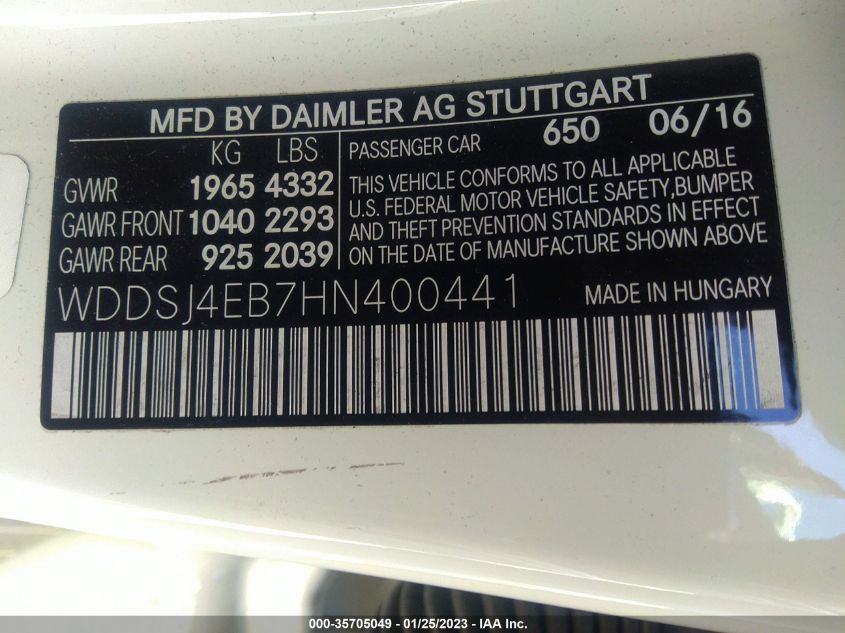 MFD BY DAIMLER AG STUTTGART
KG LBS
GVWR 1965 4332
GAWR FRONT 1040 2293
GAWR REAR 925 2039
PASSENGER CAR 650 06/16
THIS VEHICLE CONFORMS TO ALL APPLICABLE
U.S. FEDERAL MOTOR VEHICLE SAFETY,BUMPER
AND THEFT PREVENTION STANDARDS IN EFFECT
ON THE DATE OF MANUFACTURE SHOWN ABOVE
WDDSJ4EB7HN400441 MADE IN HUNGARY
000-35705049 - 01/25/2023 - IAA Inc.